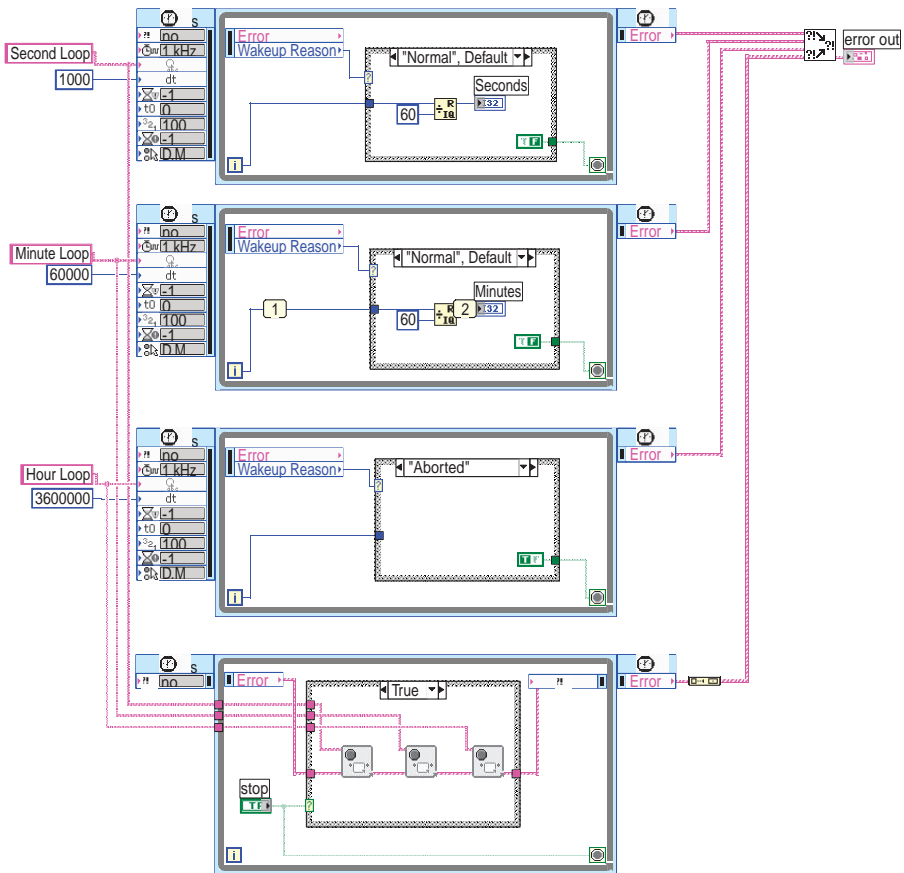 s
no
Error
Error
Second Loop
1 kHz
Wakeup Reason
"Normal", Default
error out
1000
dt
Seconds
-1
I32
t0
0
60
R
IQ
100
-1
F
D.M
i
s
no
Error
Error
Minute Loop
1 kHz
Wakeup Reason
"Normal", Default
60000
dt
Minutes
-1
1
2
I32
t0
0
60
R
IQ
100
-1
F
D.M
i
s
no
Error
Error
Hour Loop
1 kHz
Wakeup Reason
"Aborted"
3600000
dt
-1
t0
0
100
-1
T
D.M
i
s
no
Error
?!
Error
True
stop
TF
?
i